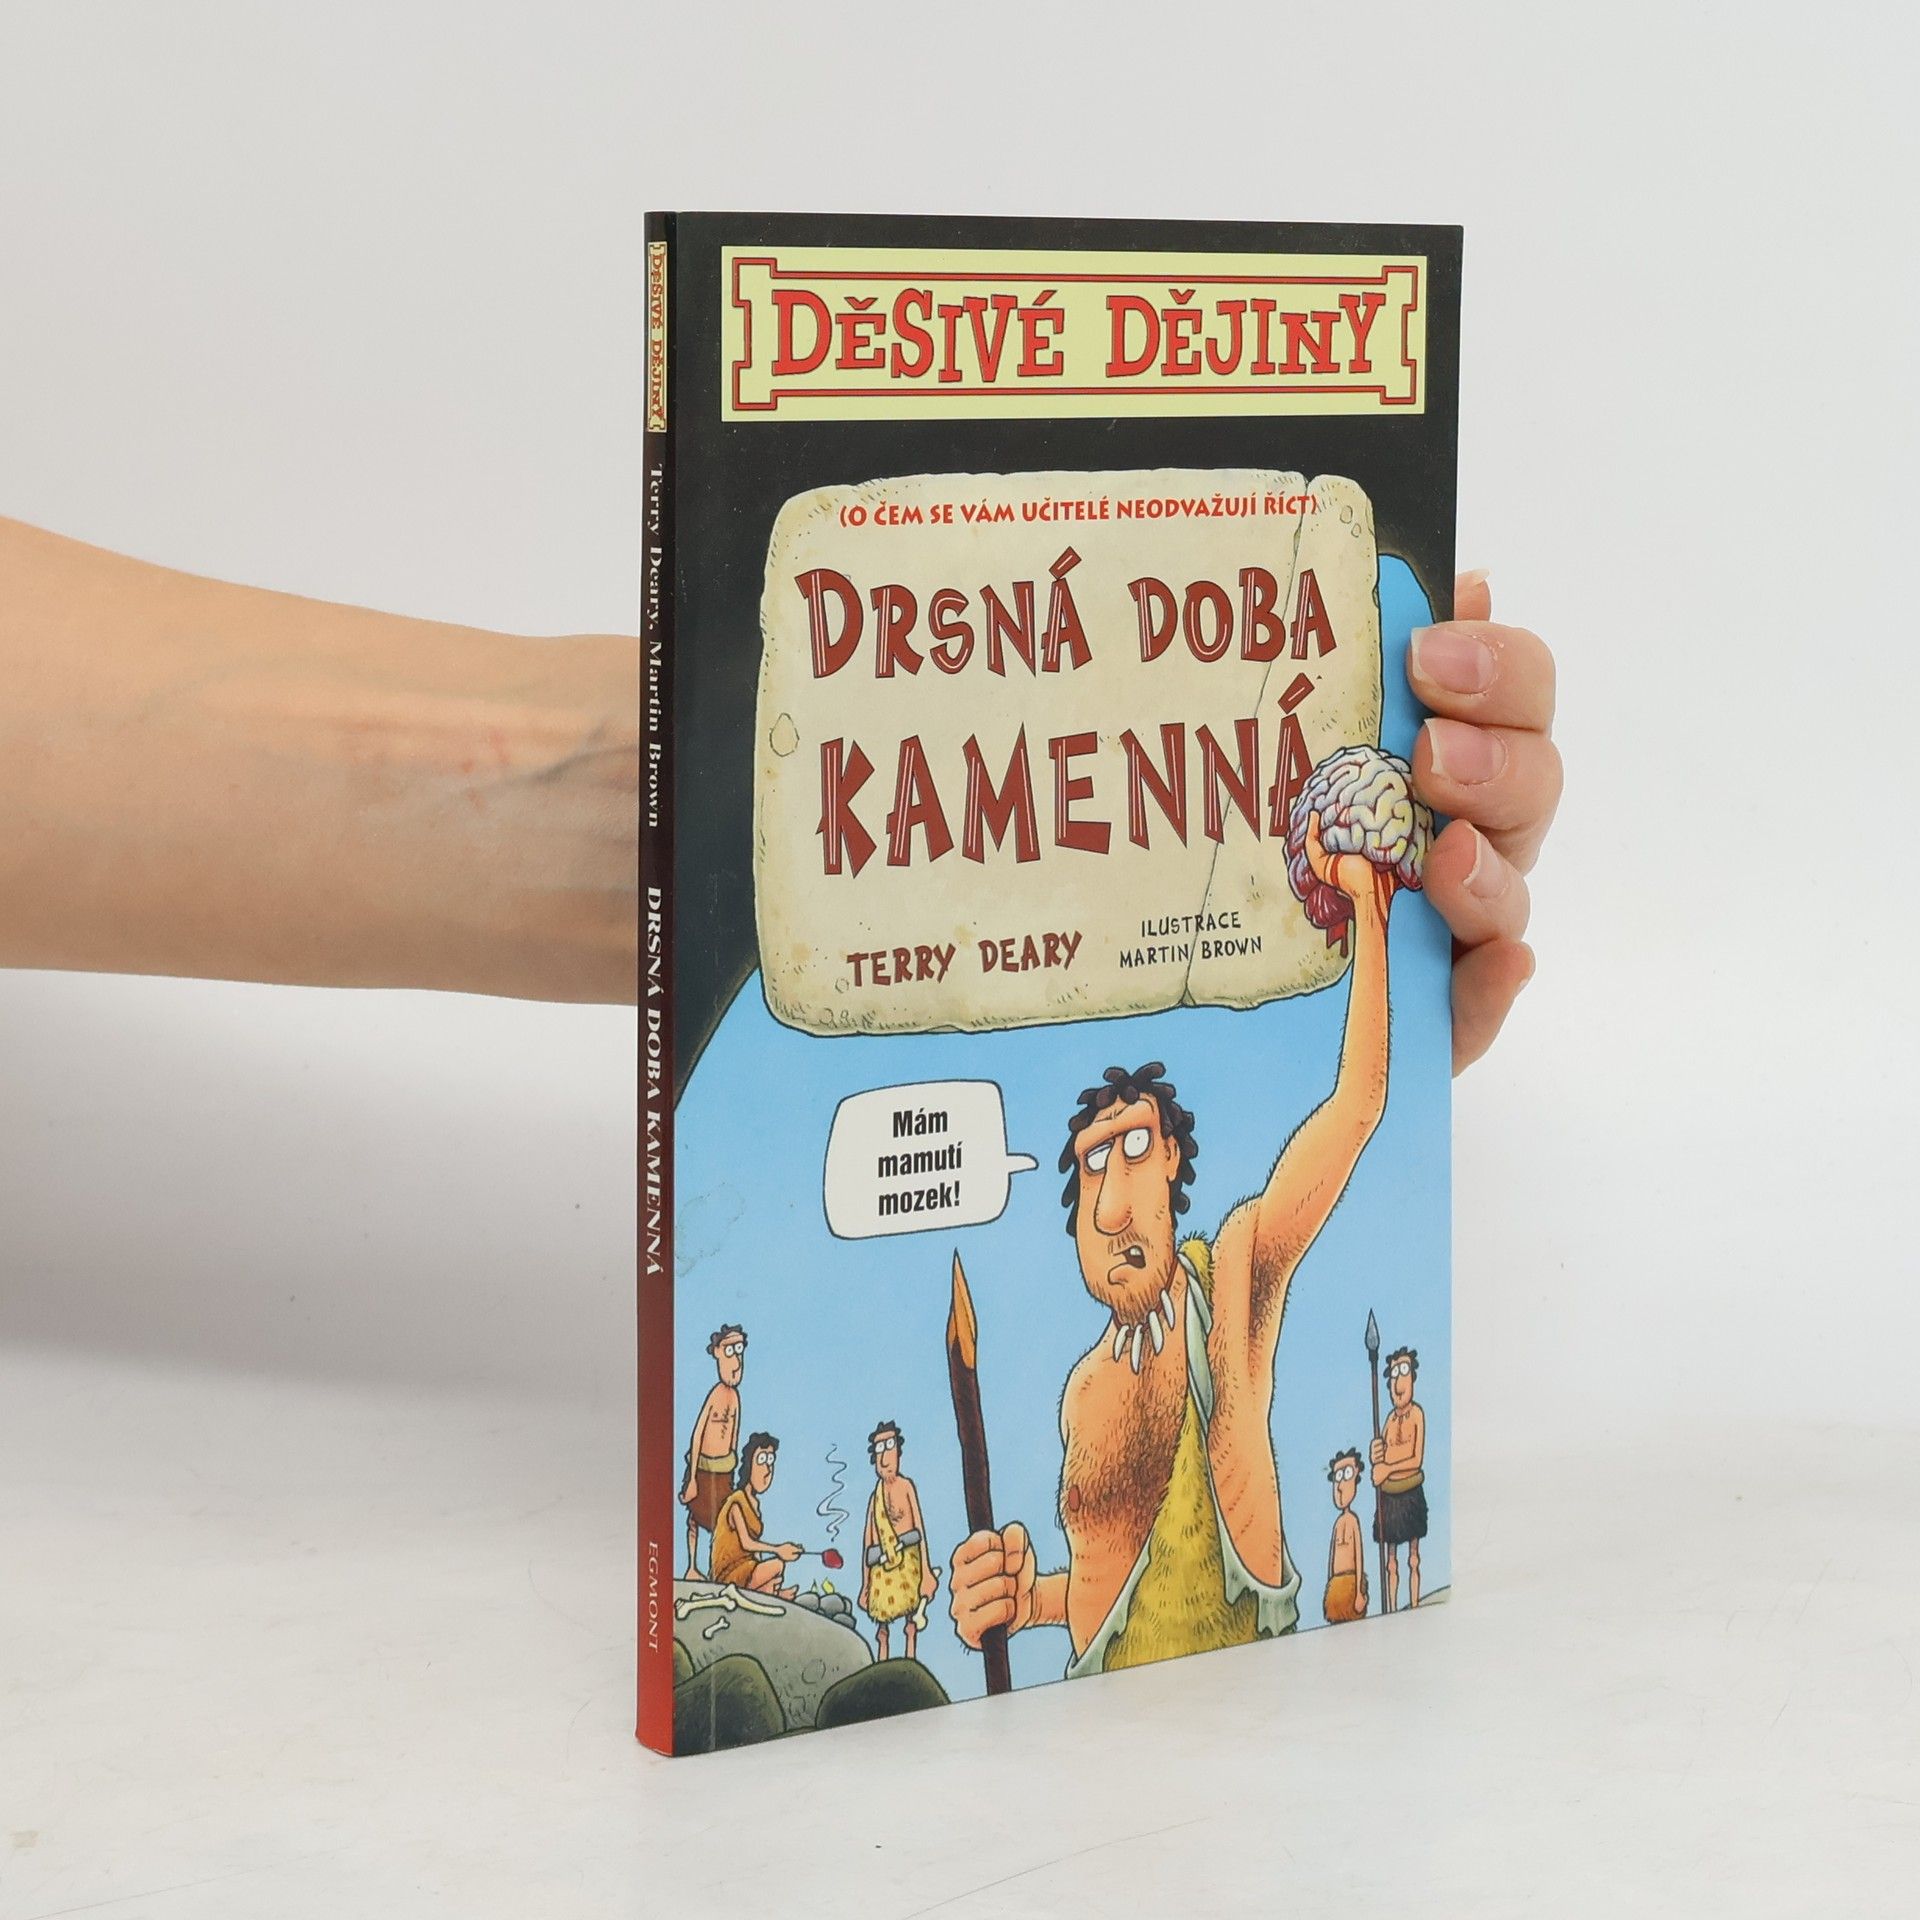 DĚSIVÉ DĚJINY
(O ČEM SE VÁM UČITELÉ NEODVAŽUJÍ ŘÍCT)
DRSNÁ DOBA
KAMENNÁ
TERRY DEARY
ILUSTRACE
MARTIN BROWN
Mám
mamutí
mozek!
DĚSIVÉ DĚJINY
Terry Deary, Martin Brown
DRSNÁ DOBA KAMENNÁ
EGMONT